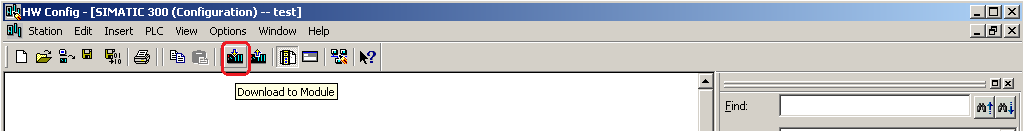 HW Config - [SIMATIC 300 (Configuration) -- test]
Station Edit Insert PLC View Options Window Help
Download to Module
Find: